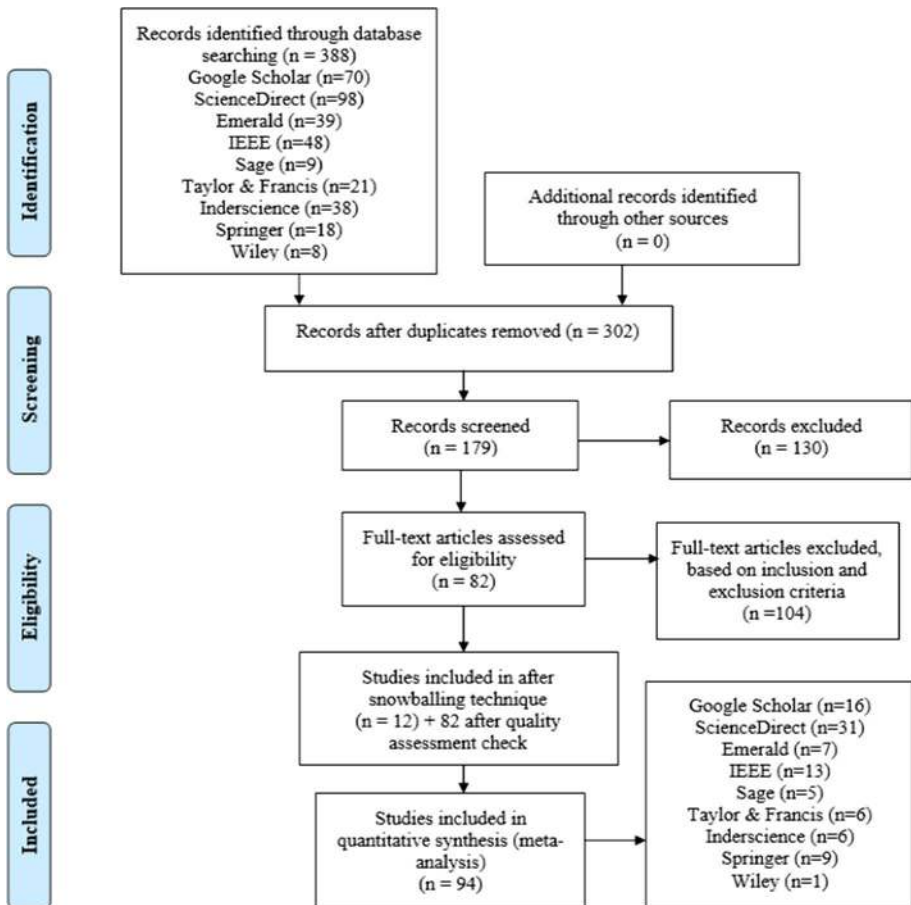 Identification
Records identified through database
searching (n = 388)
Google Scholar (n=70)
ScienceDirect (n=98)
Emerald (n=39)
IEEE (n=48)
Sage (n=9)
Taylor & Francis (n=21)
Inderscience (n=38)
Springer (n=18)
Wiley (n=8)
Additional records identified
through other sources
(n = 0)
Screening
Records after duplicates removed (n = 302)
Records screened
(n = 179)
Records excluded
(n = 130)
Eligibility
Full-text articles assessed
for eligibility
(n = 82)
Full-text articles excluded,
based on inclusion and
exclusion criteria
(n =104)
Studies included in after
snowballing technique
(n = 12) + 82 after quality
assessment check
Included
Studies included in
quantitative synthesis (meta-
analysis)
(n = 94)
Google Scholar (n=16)
ScienceDirect (n=31)
Emerald (n=7)
IEEE (n=13)
Sage (n=5)
Taylor & Francis (n=6)
Inderscience (n=6)
Springer (n=9)
Wiley (n=1)